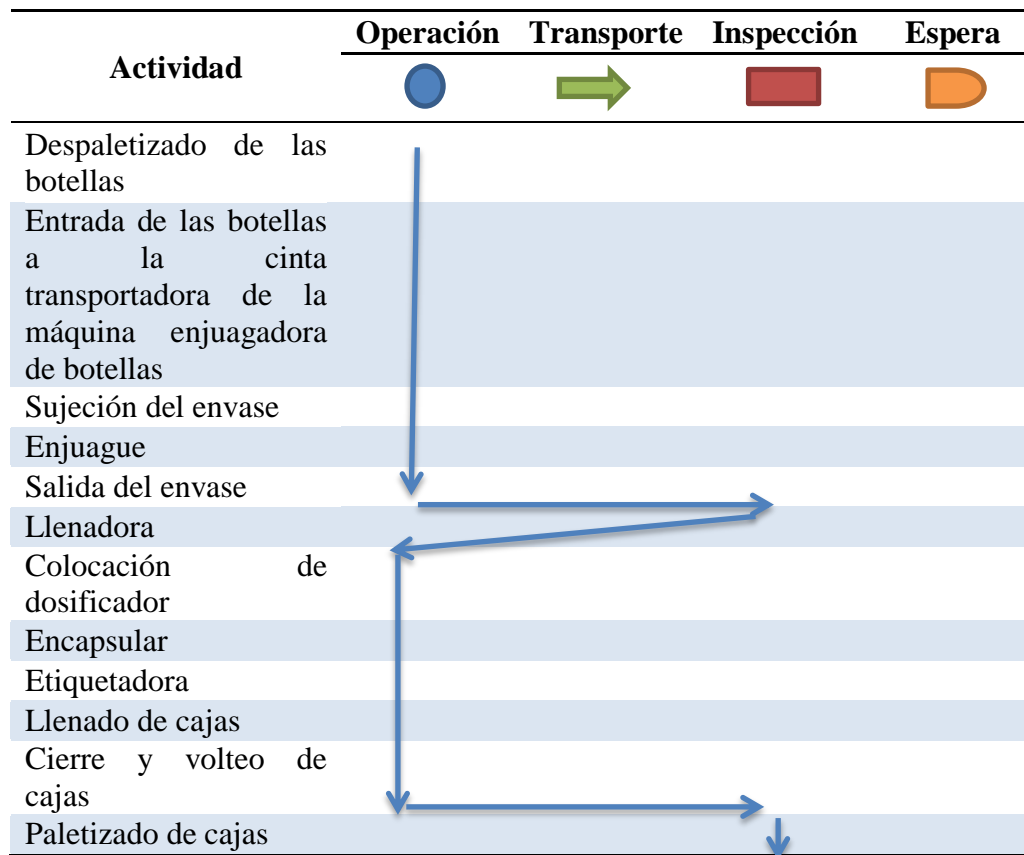 Operación Transporte Inspección Espera
Actividad
Despaletizado de las
botellas
Entrada de las botellas
a la cinta
transportadora de la
máquina enjuagadora
de botellas
Sujeción del envase
Enjuague
Salida del envase
Llenadora
Colocación de
dosificador
Encapsular
Etiquetadora
Llenado de cajas
Cierre y volteo de
cajas
Paletizado de cajas